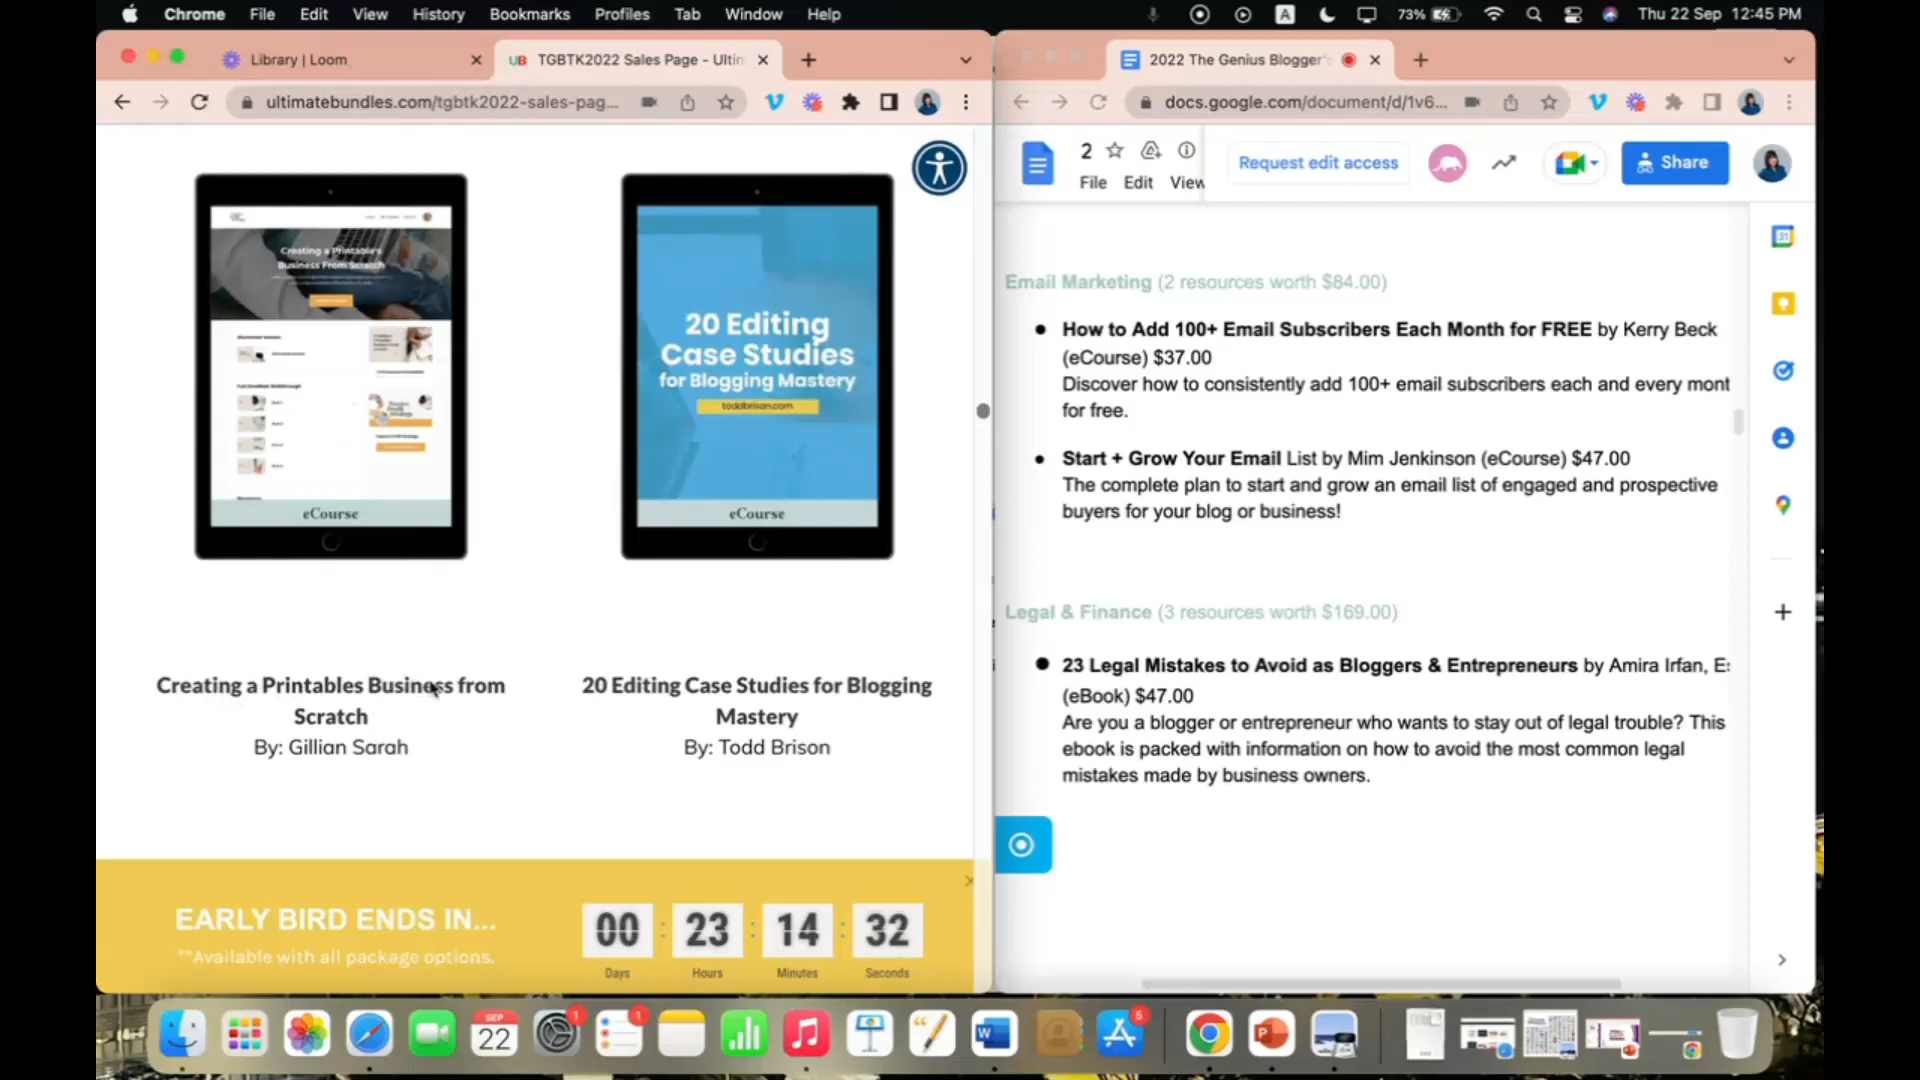 Chrome File Edit View History Bookmarks Profiles Tab Window Help
A 73% Thu 22 Sep 12:45 PM
Library | Loom
UB TGBTK2022 Sales Page - Ultim
2022 The Genius Blogger's
ultimatebundles.com/tgbtk2022-sales-pag...
docs.google.com/document/d/1v6...
2
File Edit View
Request edit access
Share
31
Creating a Printable's
Business From Scratch
eCourse
20 Editing
Case Studies
for Blogging Mastery
toddbrison.com
eCourse
Creating a Printables Business from
Scratch
By: Gillian Sarah
20 Editing Case Studies for Blogging
Mastery
By: Todd Brison
EARLY BIRD ENDS IN...
**Available with all package options.
00 : 23 : 14 : 32
Days Hours Minutes Seconds
Email Marketing (2 resources worth $84.00)
How to Add 100+ Email Subscribers Each Month for FREE by Kerry Beck
(eCourse) $37.00
Discover how to consistently add 100+ email subscribers each and every mont
for free.
Start + Grow Your Email List by Mim Jenkinson (eCourse) $47.00
The complete plan to start and grow an email list of engaged and prospective
buyers for your blog or business!
Legal & Finance (3 resources worth $169.00)
23 Legal Mistakes to Avoid as Bloggers & Entrepreneurs by Amira Irfan, Es
(eBook) $47.00
Are you a blogger or entrepreneur who wants to stay out of legal trouble? This
ebook is packed with information on how to avoid the most common legal
mistakes made by business owners.
SEP
22
1
1
5